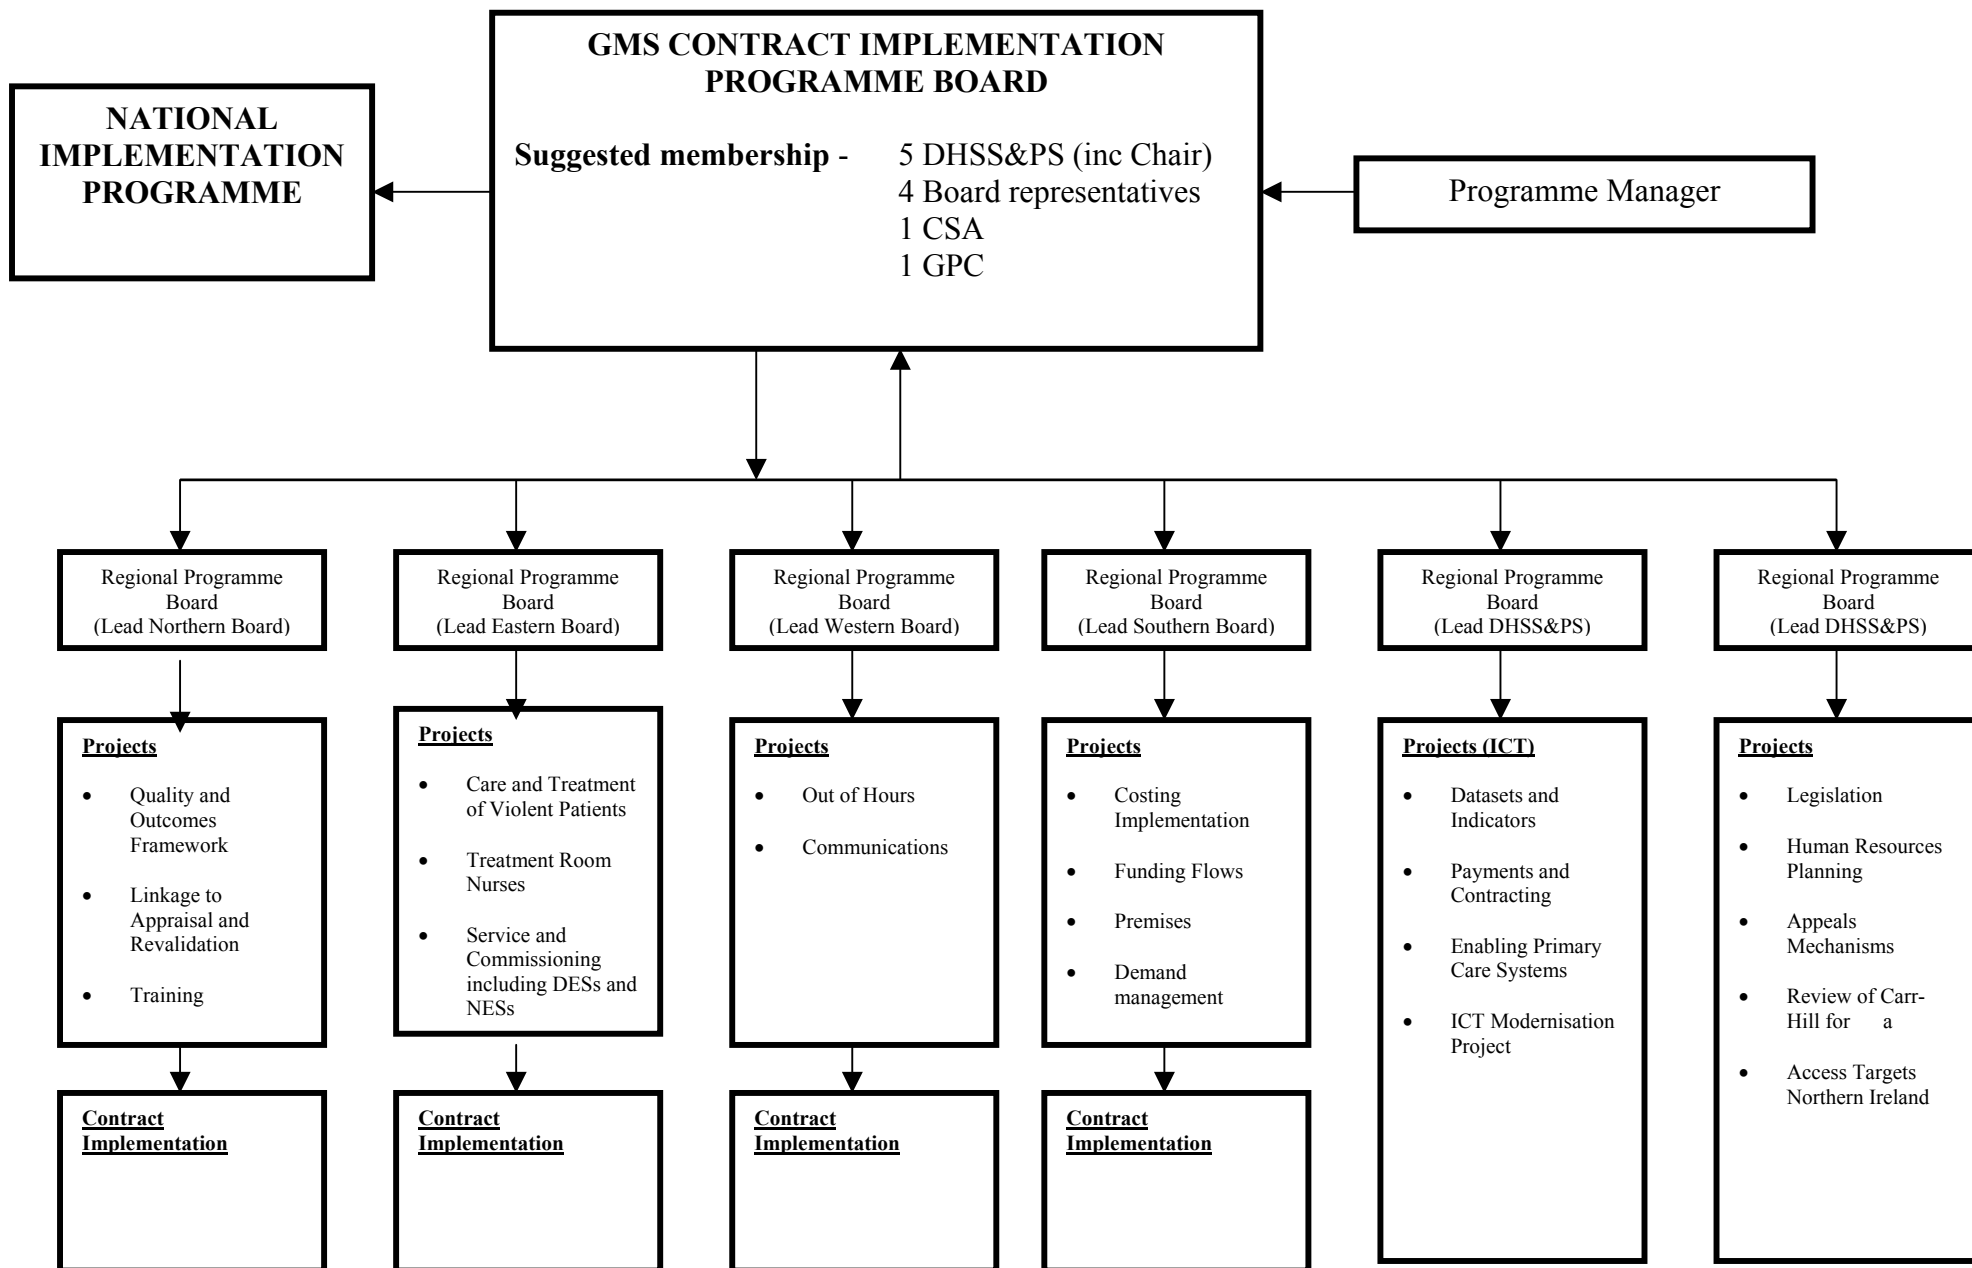 GMS CONTRACT IMPLEMENTATION
PROGRAMME BOARD
Suggested membership - 5 DHSS&PS (inc Chair)
4 Board representatives
1 CSA
1 GPC
NATIONAL
IMPLEMENTATION
PROGRAMME
Programme Manager
Regional Programme
Board
(Lead Northern Board)
Regional Programme
Board
(Lead Eastern Board)
Regional Programme
Board
(Lead Western Board)
Regional Programme
Board
(Lead Southern Board)
Regional Programme
Board
(Lead DHSS&PS)
Regional Programme
Board
(Lead DHSS&PS)
Projects
• Quality and
Outcomes
Framework
• Linkage to
Appraisal and
Revalidation
• Training
Projects
• Care and Treatment
of Violent Patients
• Treatment Room
Nurses
• Service and
Commissioning
including DESs and
NESs
Projects
• Out of Hours
• Communications
Projects
• Costing
Implementation
• Funding Flows
• Premises
• Demand
management
Projects (ICT)
• Datasets and
Indicators
• Payments and
Contracting
• Enabling Primary
Care Systems
• ICT Modernisation
Project
Projects
• Legislation
• Human Resources
Planning
• Appeals
Mechanisms
• Review of Carr-
Hill for a
• Access Targets
Northern Ireland
Contract
Implementation
Contract
Implementation
Contract
Implementation
Contract
Implementation